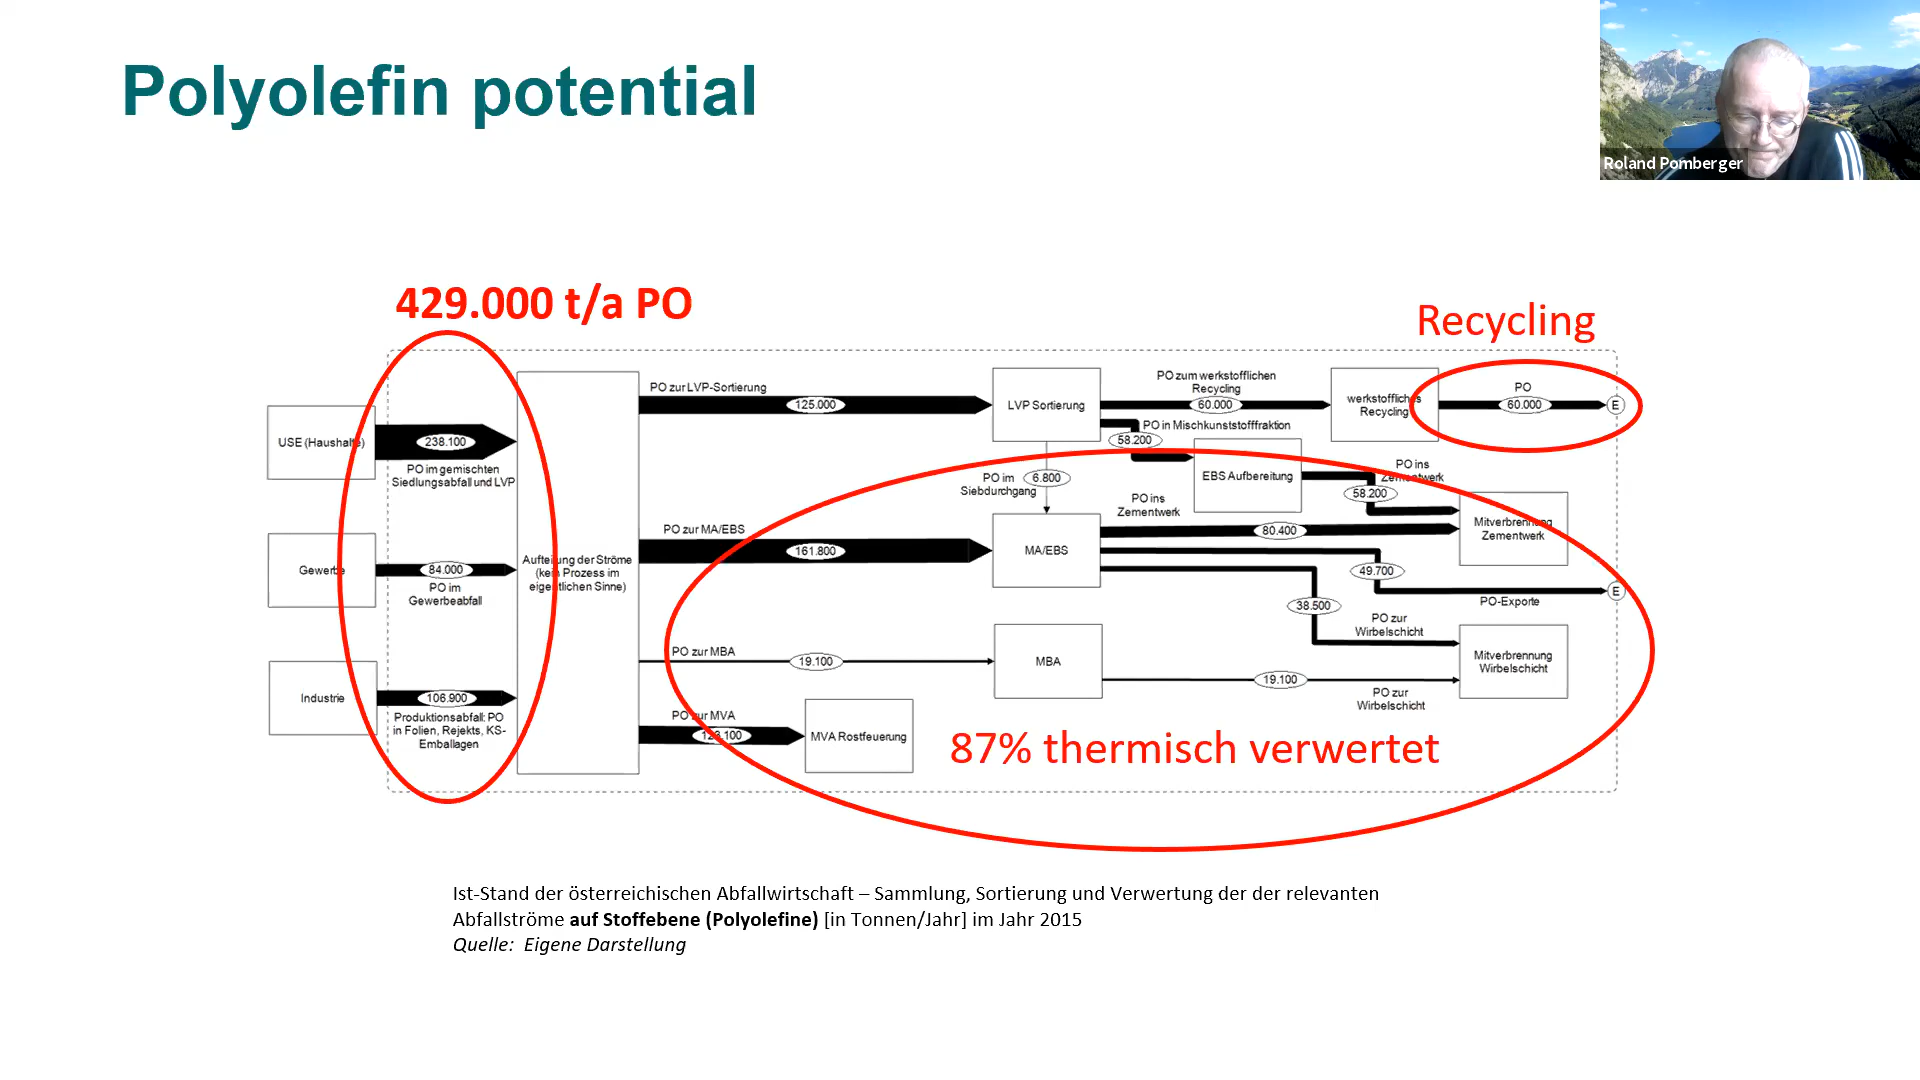 Polyolefin potential
Roland Pomberger
429.000 t/a PO
Recycling
USE (Haushalte)
238.100
PO im gemischten
Siedlungsabfall und LVP
Gewerbe
84.000
PO im
Gewerbeabfall
Industrie
106.900
Produktionsabfall: PO
in Folien, Rejekts, KS-
Emballagen
Aufteilung der Ströme
(kein Prozess im
eigentlichen Sinne)
PO zur LVP-Sortierung
125.000
LVP Sortierung
PO zum werkstofflichen
Recycling
60.000
werkstoffliches
Recycling
PO
60.000
E
PO in Mischkunststofffraktion
58.200
EBS Aufbereitung
PO ins
Zementwerk
58.200
PO im
Siebdurchgang
6.800
PO zur MA/EBS
161.800
MA/EBS
PO ins
Zementwerk
80.400
Mitverbrennung
Zementwerk
49.700
PO-Exporte
E
38.500
PO zur
Wirbelschicht
Mitverbrennung
Wirbelschicht
PO zur MBA
19.100
MBA
19.100
PO zur
Wirbelschicht
PO zur MVA
MVA Rostfeuerung
87% thermisch verwertet
Ist-Stand der österreichischen Abfallwirtschaft – Sammlung, Sortierung und Verwertung der der relevanten
Abfallströme auf Stoffebene (Polyolefine) [in Tonnen/Jahr] im Jahr 2015
Quelle: Eigene Darstellung